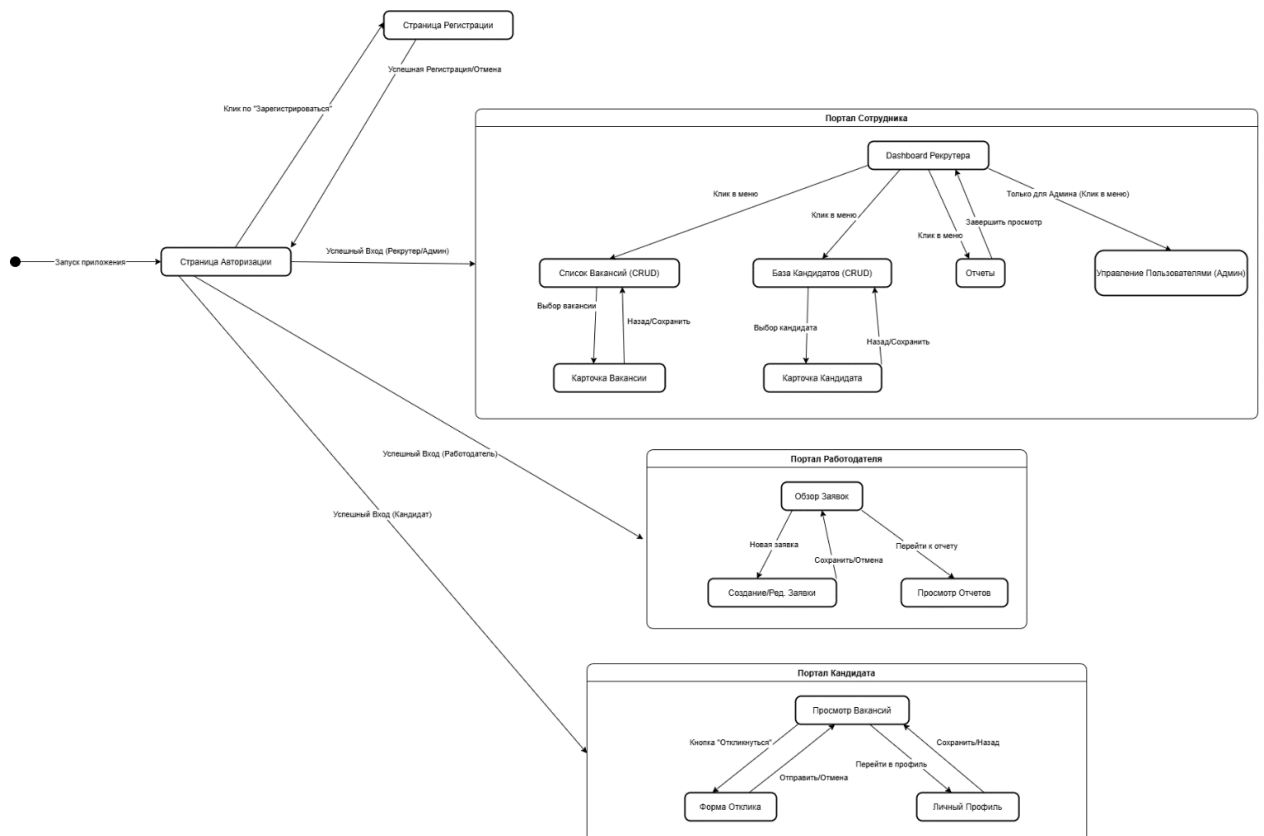 Страница Регистрации
Успешная Регистрация/Отмена
Клик по "Зарегистрироваться"
Запуск приложения
Страница Авторизации
Успешный Вход (Рекрутер/Админ)
Успешный Вход (Работодатель)
Успешный Вход (Кандидат)
Портал Сотрудника
Dashboard Рекрутера
Клик в меню
Клик в меню
Клик в меню
Завершить просмотр
Только для Админа (Клик в меню)
Список Вакансий (CRUD)
База Кандидатов (CRUD)
Отчеты
Управление Пользователями (Админ)
Выбор вакансии
Назад/Сохранить
Выбор кандидата
Назад/Сохранить
Карточка Вакансии
Карточка Кандидата
Портал Работодателя
Обзор Заявок
Новая заявка
Сохранить/Отмена
Перейти к отчету
Создание/Ред. Заявки
Просмотр Отчетов
Портал Кандидата
Просмотр Вакансий
Кнопка "Откликнуться"
Отправить/Отмена
Перейти в профиль
Сохранить/Назад
Форма Отклика
Личный Профиль